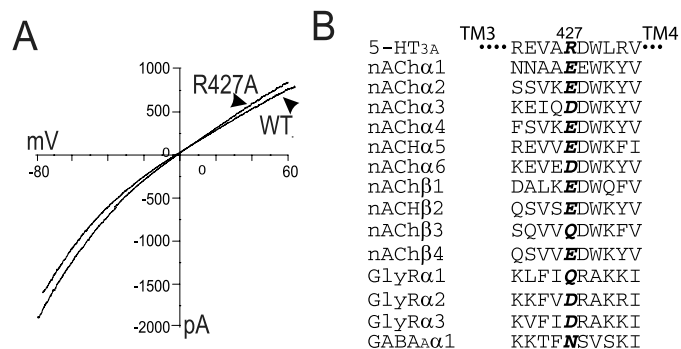 A
1000
R427A
500
WT
mV
-80
0
0
60
-500
-1000
-1500
-2000
pA
B
TM3 427 TM4
5-HT3A ····REVARDWLRV···
nAChα1 NNAAEEWKYV
nAChα2 SSVKEDWKYV
nAChα3 KEIQDDWKYV
nAChα4 FSVKEDWKYV
nACHα5 REVVEDWKFI
nAChα6 KEVEDDWKYV
nAChβ1 DALKEDWQFV
nACHβ2 QSVSEDWKYV
nAChβ3 SQVVQDWKFV
nAChβ4 QSVVEDWKYV
GlyRα1 KLFIQRAKKI
GlyRα2 KKFVDRAKRI
GlyRα3 KVFIDRAKKI
GABAAα1 KKTFNSVSKI